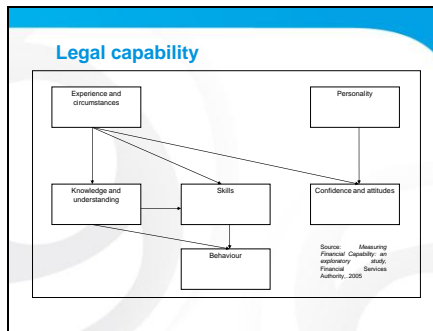 Legal capability
Experience and
circumstances
Personality
Knowledge and
understanding
Skills
Confidence and attitudes
Behaviour
Source: Measuring
Financial Capability: an
exploratory study,
Financial Services
Authority,. 2005